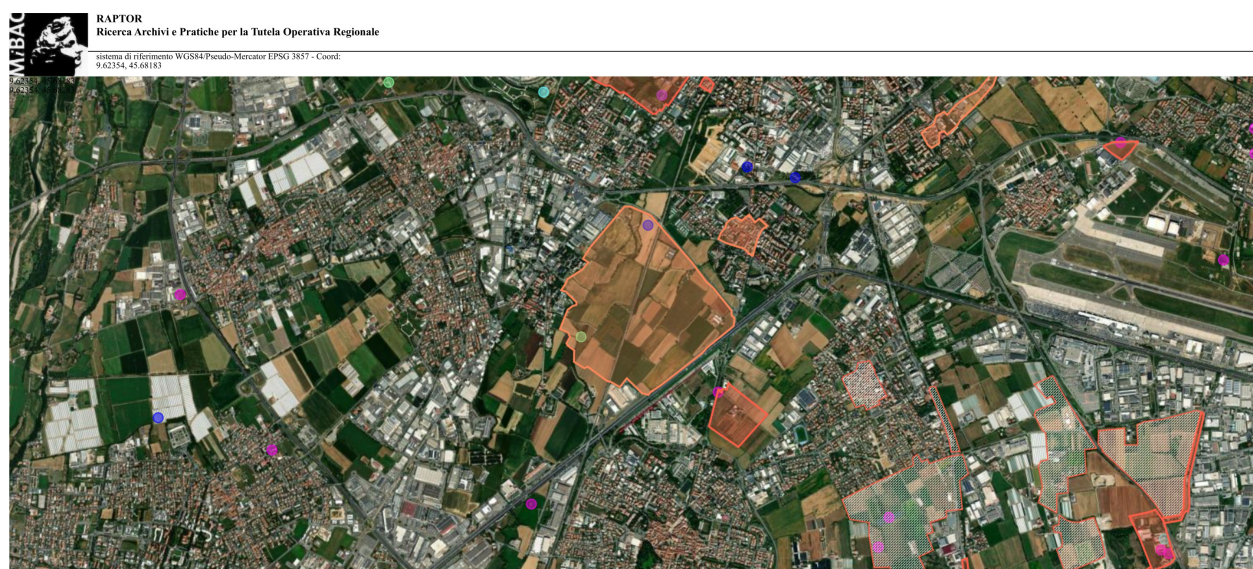 MiBAC
RAPTOR
Ricerca Archivi e Pratiche per la Tutela Operativa Regionale
sistema di riferimento WGS84/Pseudo-Mercator EPSG 3857 - Coord:
9.62354, 45.68183